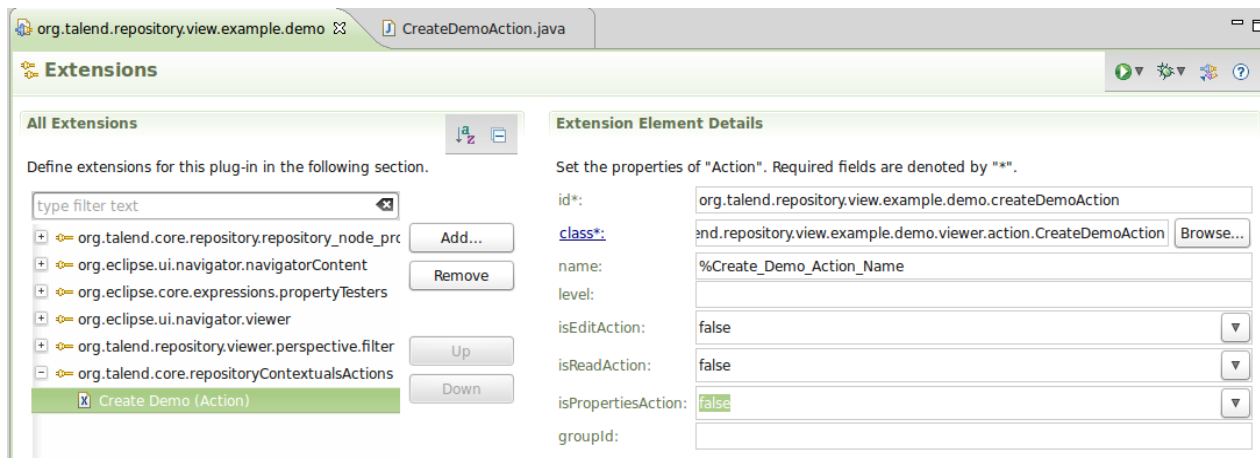 org.talend.repository.view.example.demo
CreateDemoAction.java
Extensions
All Extensions
Define extensions for this plug-in in the following section.
type filter text
org.talend.core.repository.repository_node_pro
org.eclipse.ui.navigator.navigatorContent
org.eclipse.core.expressions.propertyTesters
org.eclipse.ui.navigator.viewer
org.talend.repository.viewer.perspective.filter
org.talend.core.repositoryContextualsActions
Create Demo (Action)
Add...
Remove
Up
Down
Extension Element Details
Set the properties of "Action". Required fields are denoted by "*".
id*: org.talend.repository.view.example.demo.createDemoAction
class*: end.repository.view.example.demo.viewer.action.CreateDemoAction Browse...
name: %Create_Demo_Action_Name
level:
isEditAction: false
isReadAction: false
isPropertiesAction: false
groupId: